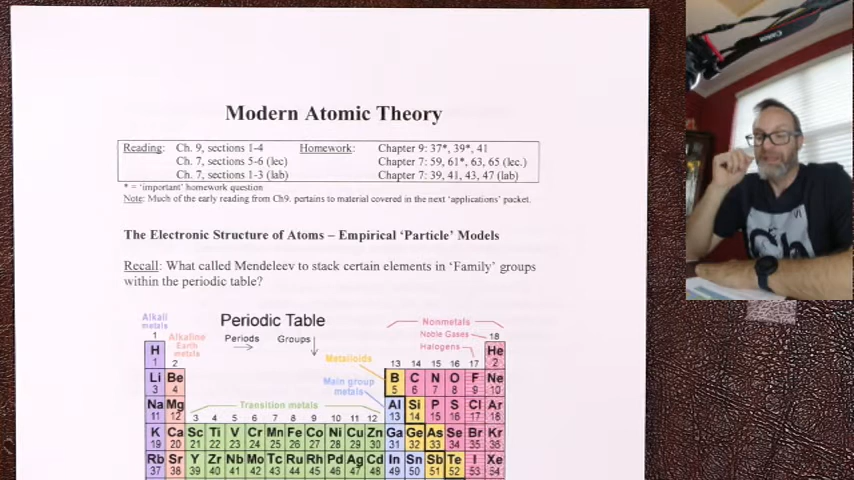 Modern Atomic Theory
Reading: Ch. 9, sections 1-4 Homework: Chapter 9: 37*, 39*, 41
Ch. 7, sections 5-6 (lec) Chapter 7: 59, 61*, 63, 65 (lec.)
Ch. 7, sections 1-3 (lab) Chapter 7: 39, 41, 43, 47 (lab)
* = ‘important’ homework question
Note: Much of the early reading from Ch9. pertains to material covered in the next ‘applications’ packet.
The Electronic Structure of Atoms – Empirical ‘Particle’ Models
Recall: What called Mendeleev to stack certain elements in ‘Family’ groups
within the periodic table?
Alkali
metals
Periodic Table
Nonmetals
1 Periods Groups Noble Gases 18
H Alkaline Halogens He
1 Earth 2
metals
2 Metalloids 13 14 15 16 17
Li Be B C N O F Ne
3 4 Main group 5 6 7 8 9 10
metals
Na Mg Transition metals Al Si P S Cl Ar
11 12 3 4 5 6 7 8 9 10 11 12 13 14 15 16 17 18
K Ca Sc Ti V Cr Mn Fe Co Ni Cu Zn Ga Ge As Se Br Kr
19 20 21 22 23 24 25 26 27 28 29 30 31 32 33 34 35 36
Rb Sr Y Zr Nb Mo Tc Ru Rh Pd Ag Cd In Sn Sb Te I Xe
37 38 39 40 41 42 43 44 45 46 47 48 49 50 51 52 53 54
Canon
Ch